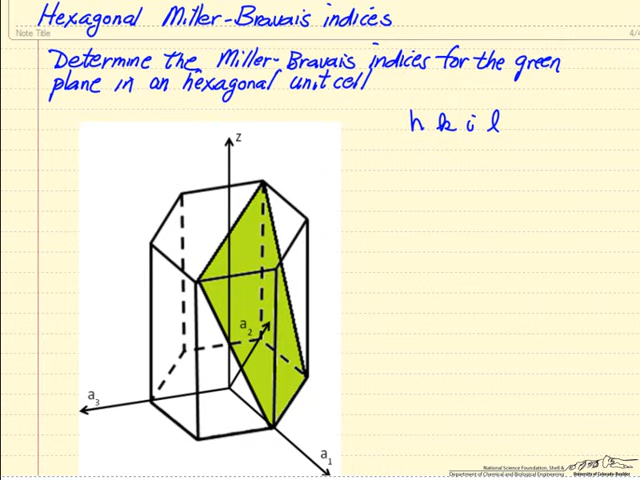 Hexagonal Miller-Bravais indices
Note Title
4/4
Determine the Miller-Bravais indices for the green
plane in an hexagonal unit cell
h k i l
z
a2
a3
a1
National Science Foundation, Shell &
Department of Chemical and Biological Engineering
University of Colorado Boulder